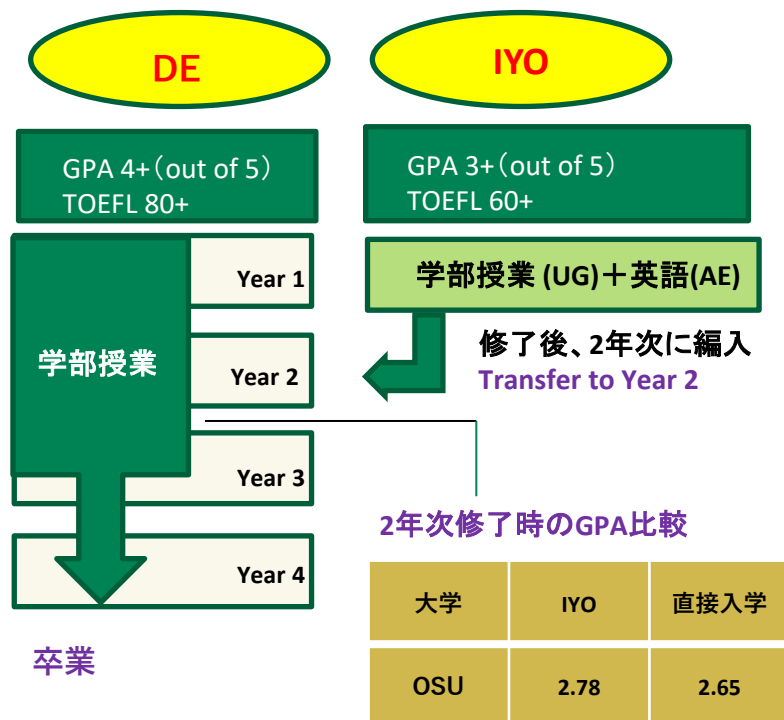 DE
IYO
GPA 4+(out of 5)
TOEFL 80+
GPA 3+(out of 5)
TOEFL 60+
学部授業
Year 1
Year 2
Year 3
Year 4
卒業
学部授業 (UG)+英語(AE)
修了後、2年次に編入
Transfer to Year 2
2年次修了時のGPA比較
大学 IYO 直接入学
OSU 2.78 2.65